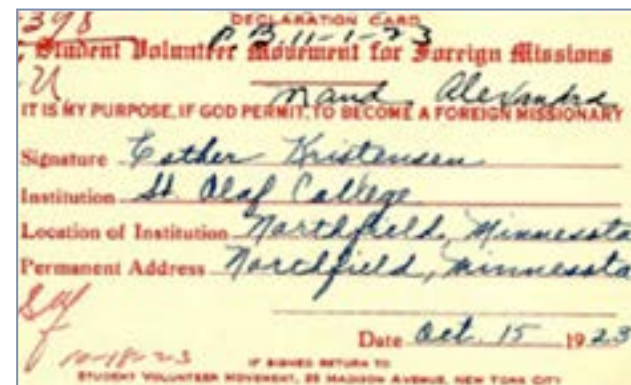 398
DECLARATION CARD
P.B. 11-1-23
Student Volunteer Movement for Foreign Missions
U
Alexandra
IT IS MY PURPOSE, IF GOD PERMIT, TO BECOME A FOREIGN MISSIONARY
Signature Esther Kristensen
Institution St. Olaf College
Location of Institution Northfield, Minnesota
Permanent Address Northfield, Minnesota
Date Oct. 15 1923
10-18-23
IF SIGNED RETURN TO
STUDENT VOLUNTEER MOVEMENT, 25 MADISON AVENUE, NEW YORK CITY